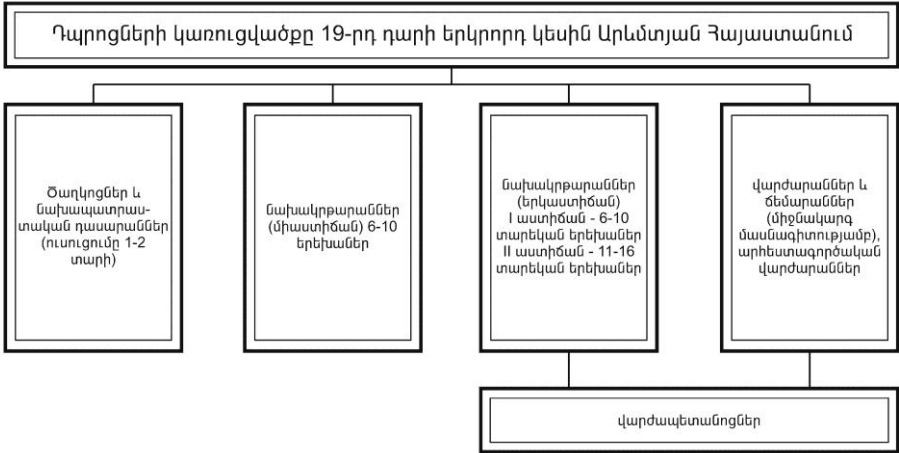 Դպրոցների կառուցվածքը 19-րդ դարի երկրորդ կեսին Արևմտյան Հայաստանում
Ծաղկոցներ և
նախապատրաս-
տական դասարաններ
(ուսուցումը 1-2
տարի)
նախակրթարաններ
(միաստիճան) 6-10
երեխաներ
նախակրթարաններ
(երկաստիճան)
I աստիճան - 6-10
տարեկան երեխաներ
II աստիճան - 11-16
տարեկան երեխաներ
վարժարաններ և
ճեմարաններ
(միջնակարգ
մասնագիտությամբ),
արհեստագործական
վարժարաններ
վարժապետանոցներ